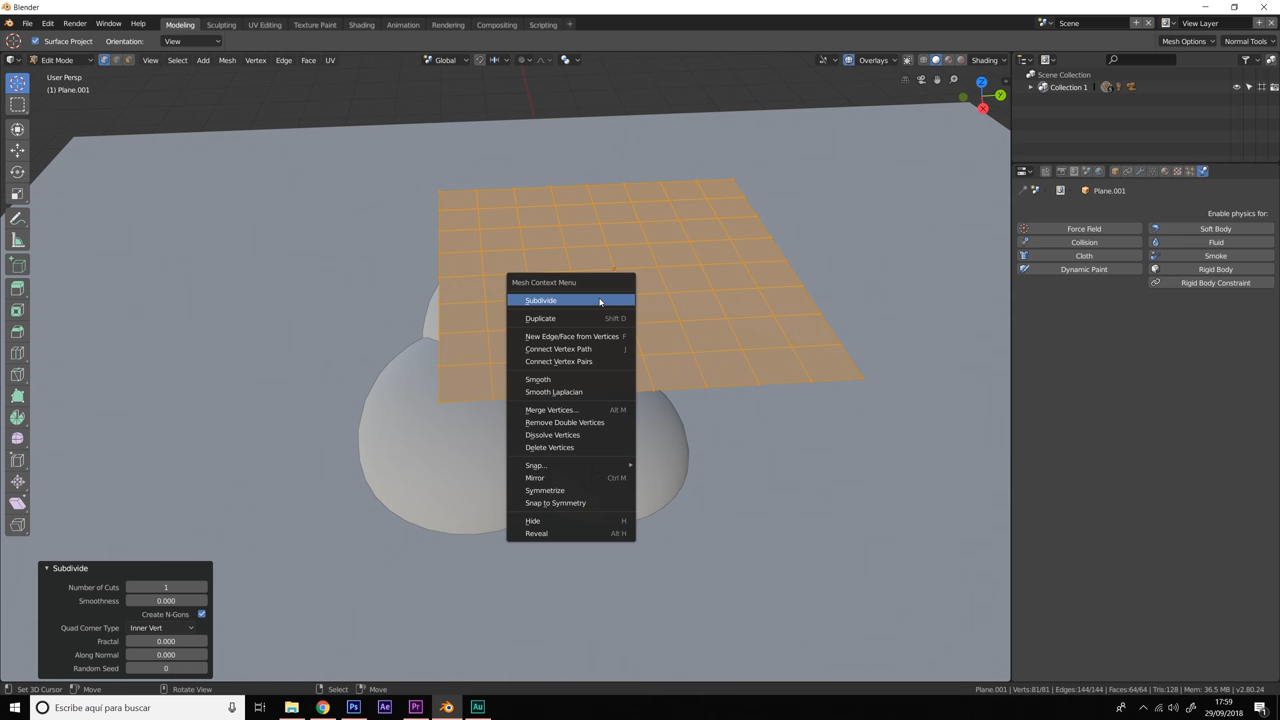 Blender
File Edit Render Window Help
Modeling Sculpting UV Editing Texture Paint Shading Animation Rendering Compositing Scripting +
Scene
View Layer
Surface Project Orientation: View
Mesh Options Normal Tools
Edit Mode View Select Add Mesh Vertex Edge Face UV
Global
Overlays
Shading
User Persp
(1) Plane.001
Z
Y
X
Scene Collection
Collection 1
Plane.001
Enable physics for:
Force Field
Soft Body
Collision
Fluid
Cloth
Smoke
Dynamic Paint
Rigid Body
Rigid Body Constraint
Mesh Context Menu
Subdivide
Duplicate Shift D
New Edge/Face from Vertices F
Connect Vertex Path J
Connect Vertex Pairs
Smooth
Smooth Laplacian
Merge Vertices... Alt M
Remove Double Vertices
Dissolve Vertices
Delete Vertices
Snap...
Mirror Ctrl M
Symmetrize
Snap to Symmetry
Hide H
Reveal Alt H
Subdivide
Number of Cuts 1
Smoothness 0.000
Create N-Gons
Quad Corner Type Inner Vert
Fractal 0.000
Along Normal 0.000
Random Seed 0
Set 3D Cursor Move Rotate View Select Move
Plane.001 | Verts:81/81 | Edges:144/144 | Faces:64/64 | Tris:128 | Mem: 36.5 MB | v2.80.24
Escribe aquí para buscar
Ps Ae Pr Au
17:59
29/09/2018